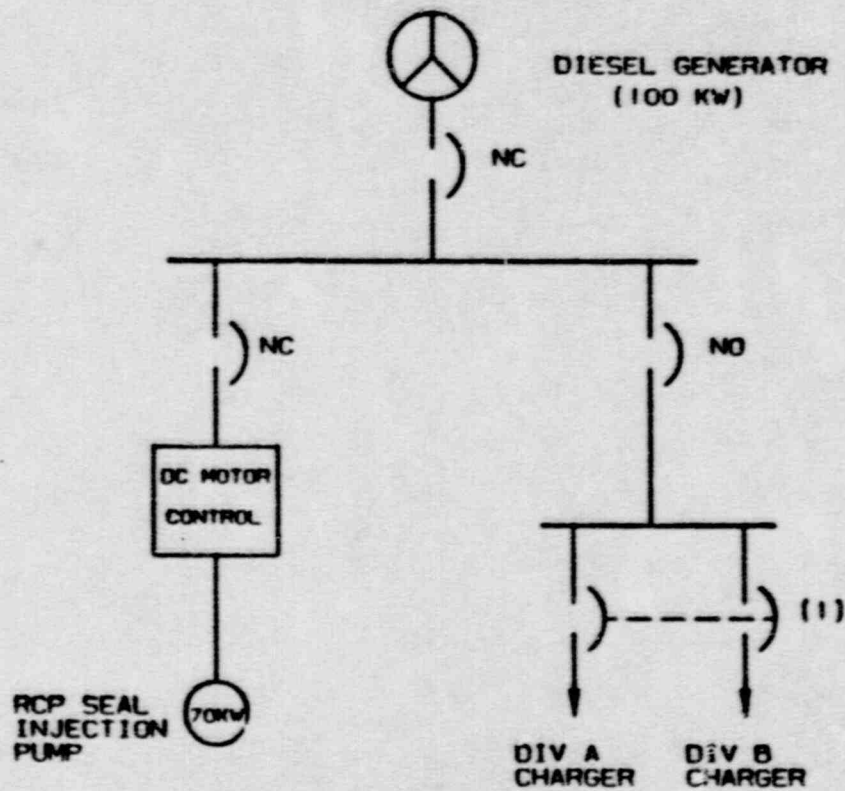 DIESEL GENERATOR
(100 KW)
NC
NC
NO
DC MOTOR
CONTROL
(1)
RCP SEAL
INJECTION
PUMP
70KW
DIV A
CHARGER
DIV B
CHARGER